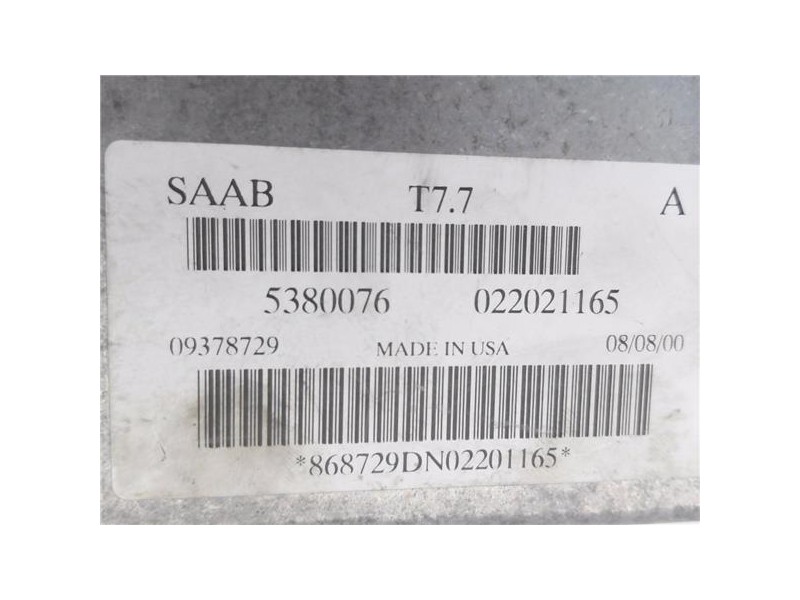 SAAB T7.7 A
5380076 022021165
09378729 MADE IN USA 08/08/00
*868729DN02201165*